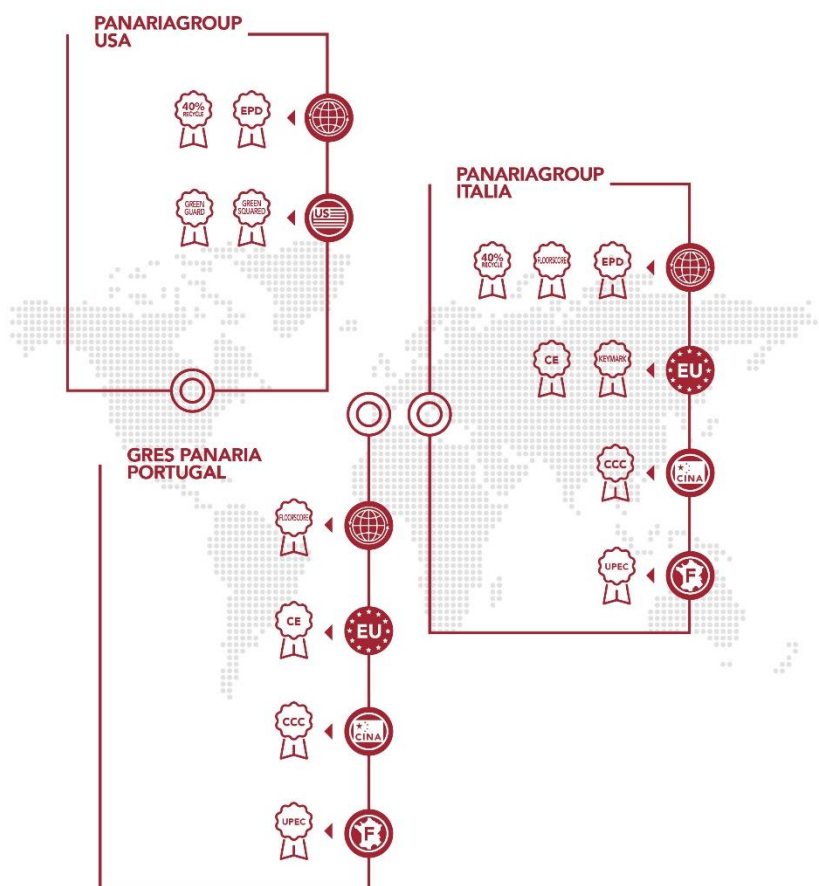 PANARIAGROUP
USA
40%
RECYCLE
EPD
GREEN
GUARD
GREEN
SQUARED
US
PANARIAGROUP
ITALIA
40%
RECYCLE
FLOORSCORE
EPD
CE
KEYMARK
EU
CCC
CINA
UPEC
F
GRES PANARIA
PORTUGAL
FLOORSCORE
CE
EU
CCC
CINA
UPEC
F